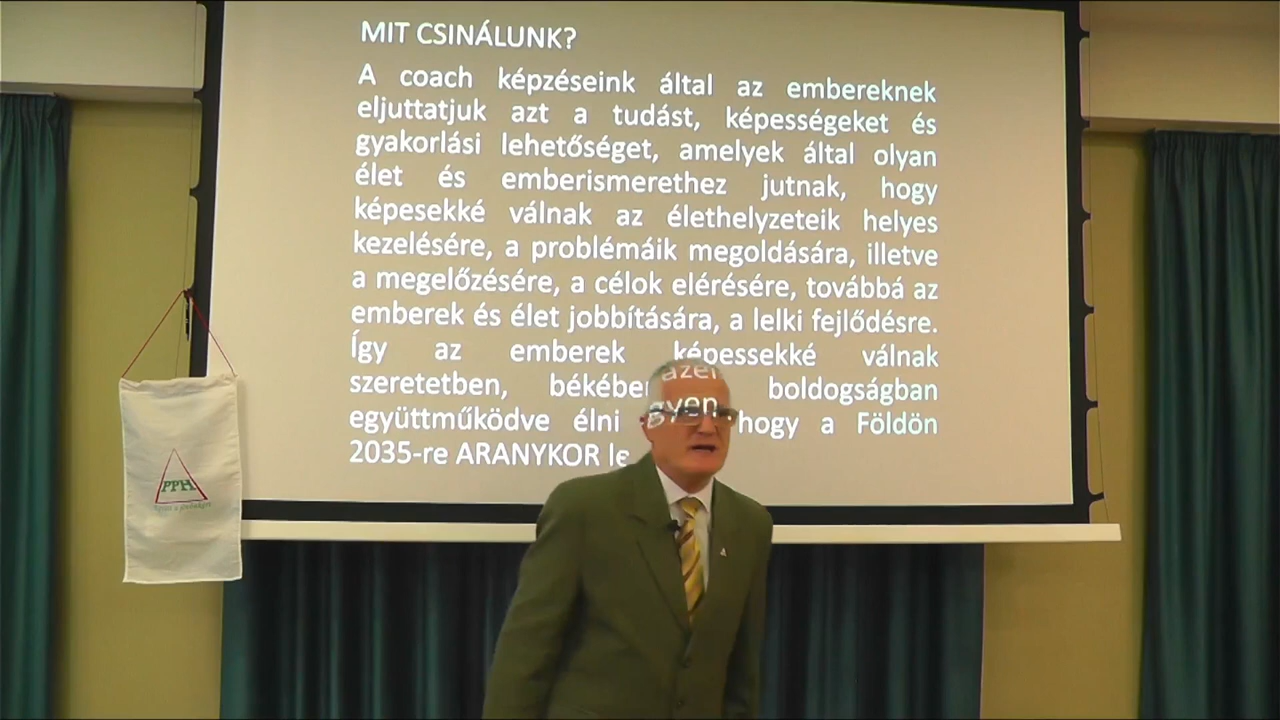 MIT CSINÁLUNK?
A coach képzéseink által az embereknek
eljuttatjuk azt a tudást, képességeket és
gyakorlási lehetőséget, amelyek által olyan
élet és emberismerethez jutnak, hogy
képesekké válnak az élethelyzeteik helyes
kezelésére, a problémáik megoldására, illetve
a megelőzésére, a célok elérésére, továbbá az
emberek és élet jobbítására, a lelki fejlődésre.
Így az emberek képessekké válnak
szeretetben, boldogságban
együttműködve élni hogy a Földön
2035-re ARANYKOR
PPH